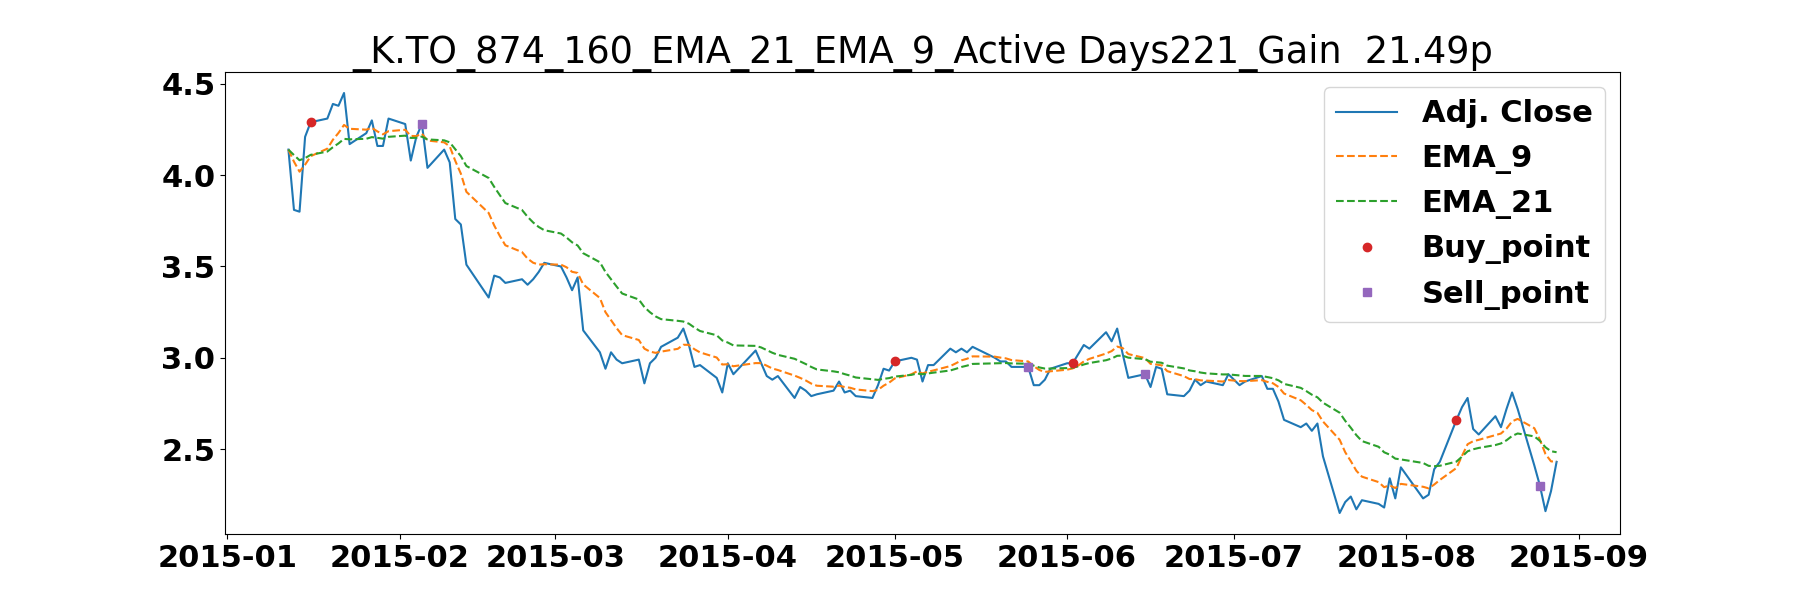 _K.TO_874_160_EMA_21_EMA_9_Active Days221_Gain  21.49p
4.5
4.0
3.5
3.0
2.5
Adj. Close
EMA_9
EMA_21
Buy_point
Sell_point
2015-01 2015-02 2015-03 2015-04 2015-05 2015-06 2015-07 2015-08 2015-09